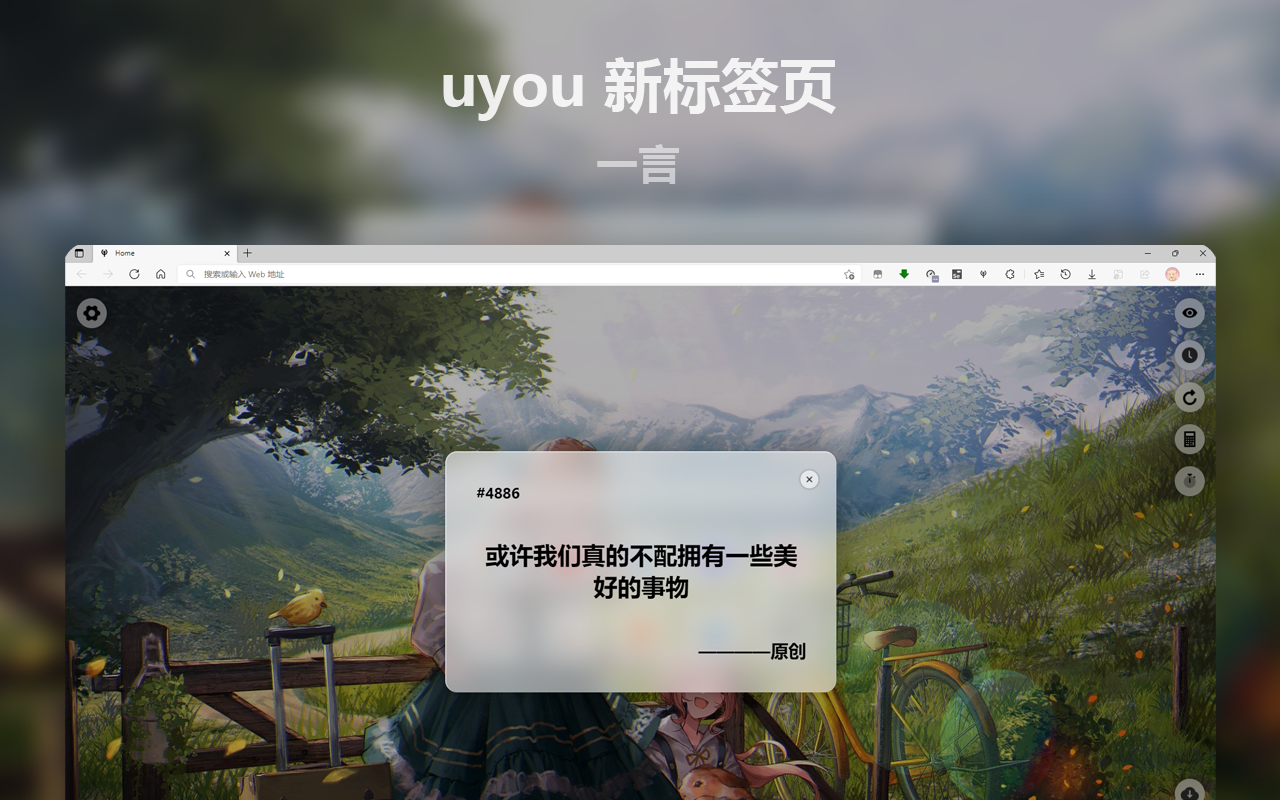 uyou 新标签页
一言
Home
搜索或输入 Web 地址
#4886
或许我们真的不配拥有一些美
好的事物
————原创